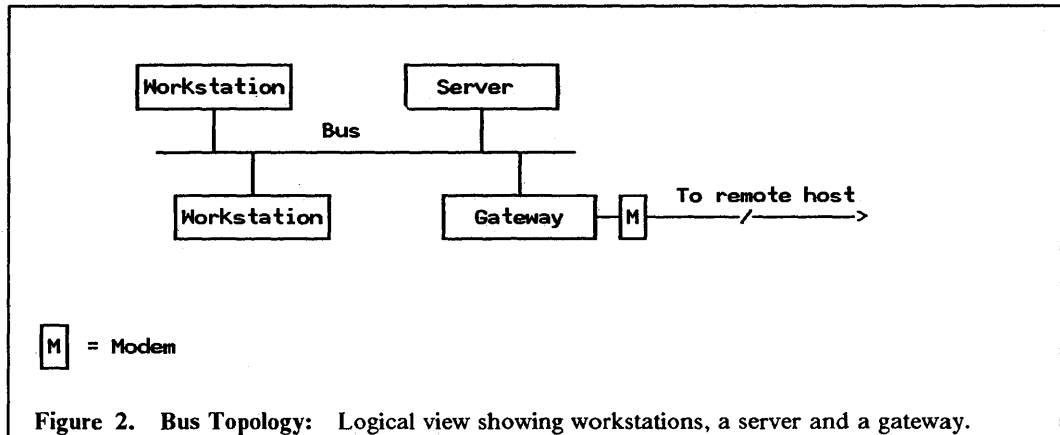 Workstation
Server
Bus
Workstation
Gateway
M
To remote host
M = Modem
Figure 2. Bus Topology: Logical view showing workstations, a server and a gateway.